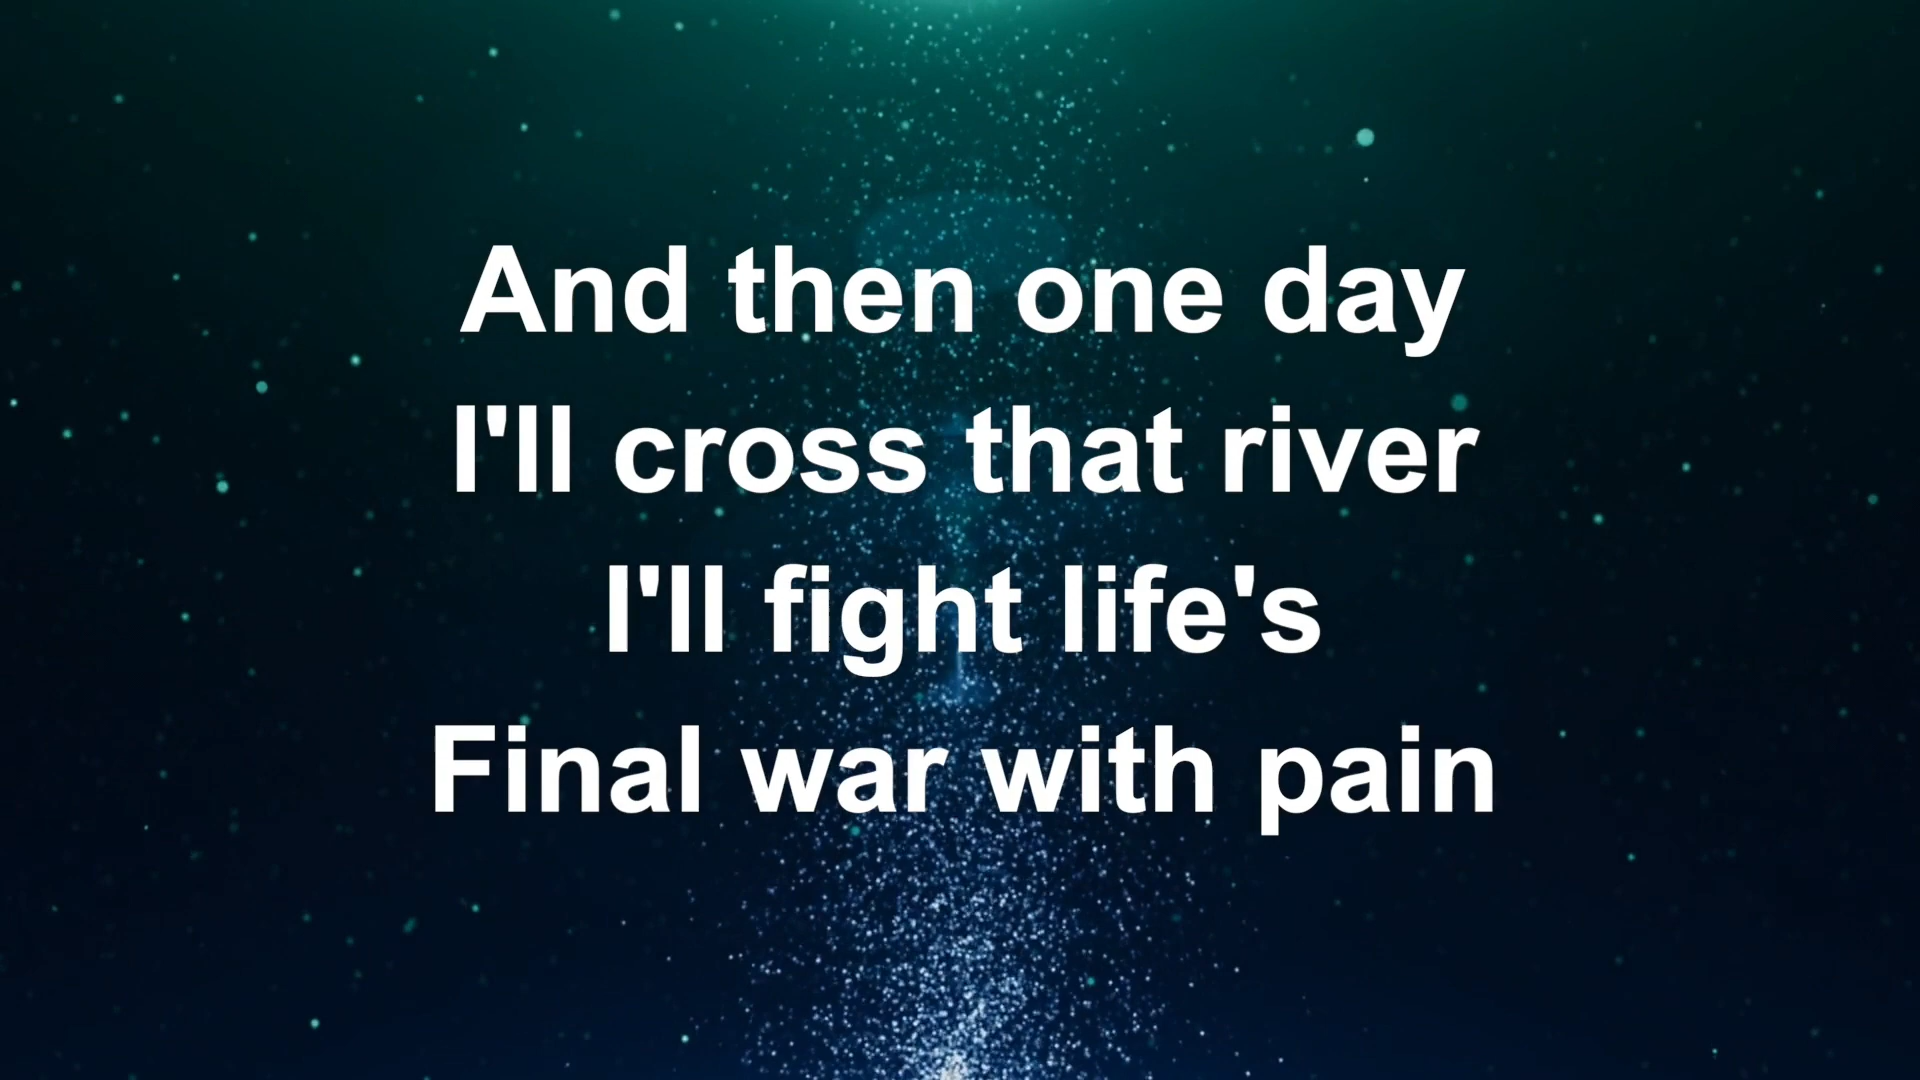 And then one day
I'll cross that river
I'll fight life's
Final war with pain